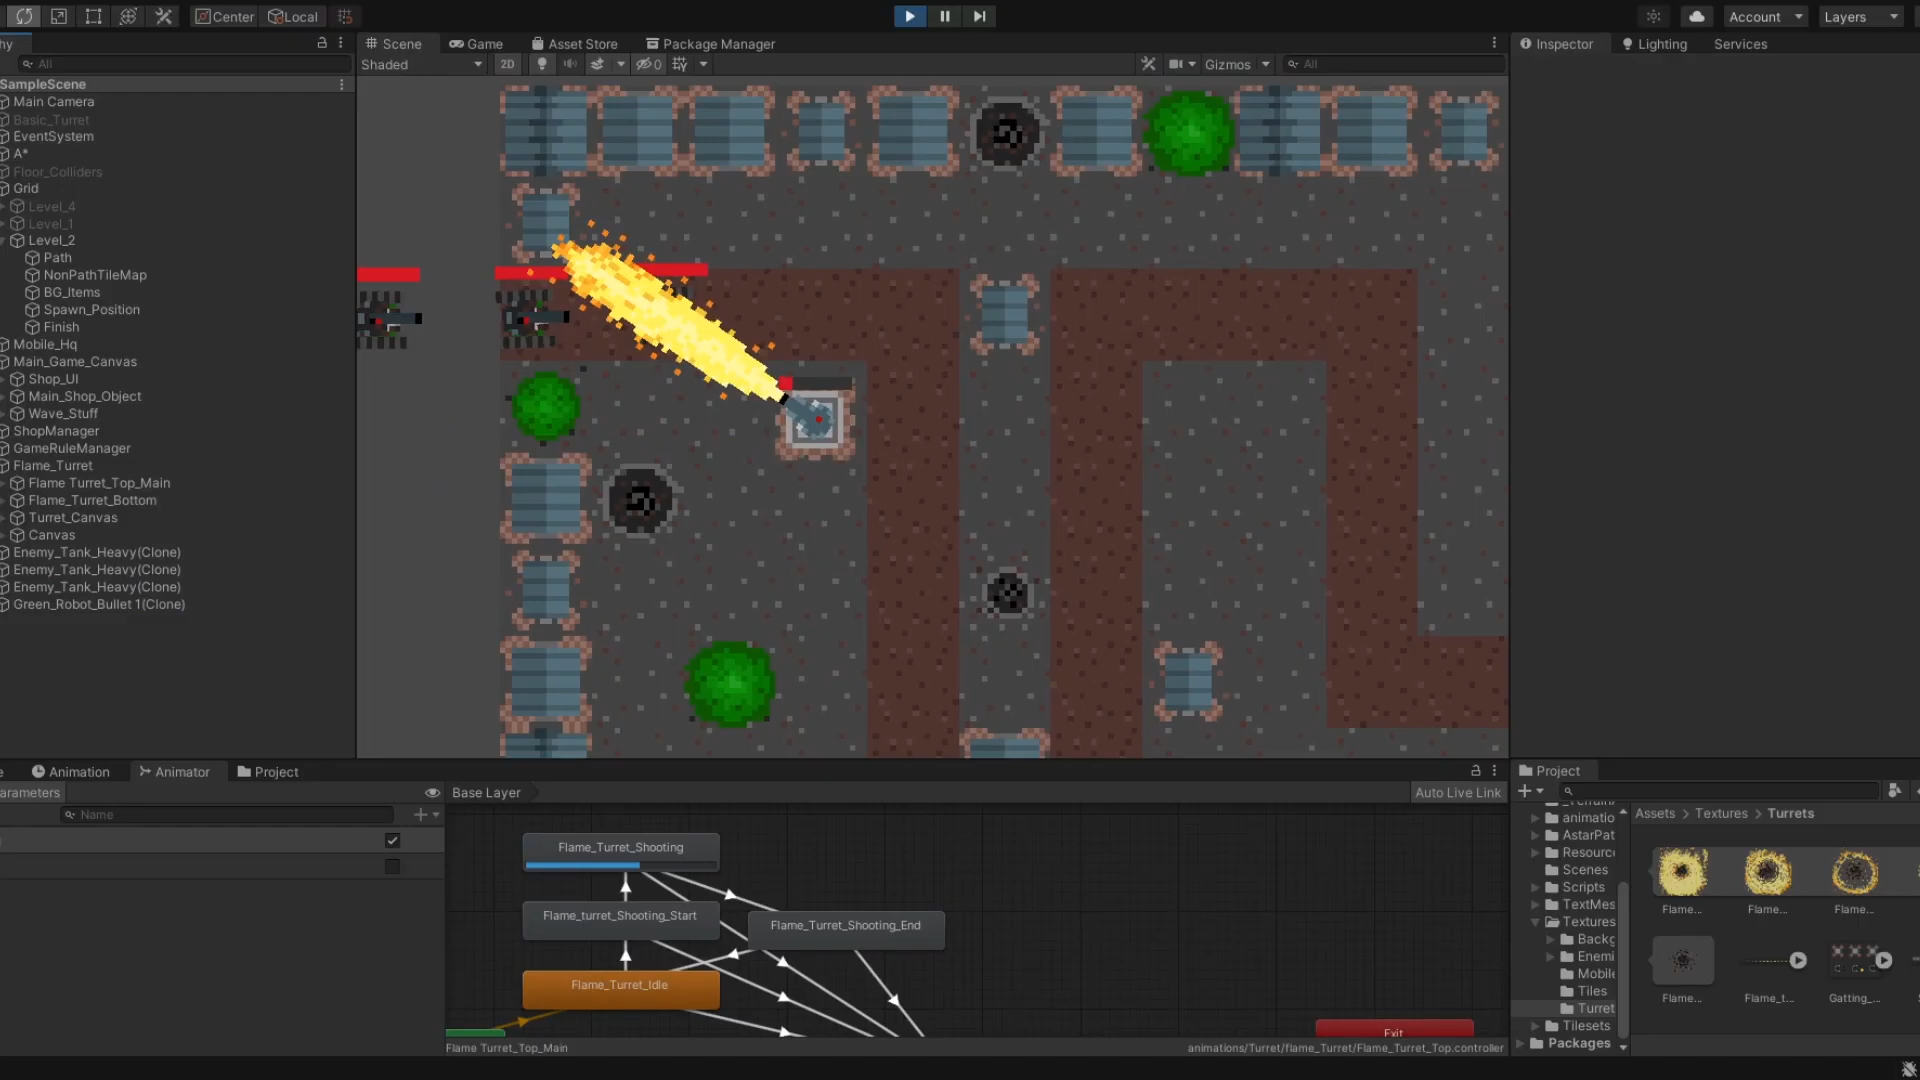 Center
Local
Account
Layers
hy
Scene
Game
Asset Store
Package Manager
Inspector
Lighting
Services
All
Shaded
2D
0
Gizmos
All
SampleScene
Main Camera
Basic_Turret
EventSystem
A*
Floor_Colliders
Grid
Level_4
Level_1
Level_2
Path
NonPathTileMap
BG_Items
Spawn_Position
Finish
Mobile_Hq
Main_Game_Canvas
Shop_UI
Main_Shop_Object
Wave_Stuff
ShopManager
GameRuleManager
Flame_Turret
Flame Turret_Top_Main
Flame_Turret_Bottom
Turret_Canvas
Canvas
Enemy_Tank_Heavy(Clone)
Enemy_Tank_Heavy(Clone)
Enemy_Tank_Heavy(Clone)
Green_Robot_Bullet 1(Clone)
e
Animation
Animator
Project
arameters
Name
Base Layer
Auto Live Link
Flame_Turret_Shooting
Flame_turret_Shooting_Start
Flame_Turret_Shooting_End
Flame_Turret_Idle
Exit
Flame Turret_Top_Main
animations/Turret/flame_Turret/Flame_Turret_Top.controller
Project
animatio
AstarPat
Resourc
Scenes
Scripts
TextMes
Textures
Backg
Enemi
Mobile
Tiles
Turret
Tilesets
Packages
Assets > Textures > Turrets
Flame...
Flame...
Flame...
Flame...
Flame_t...
Gatting_...